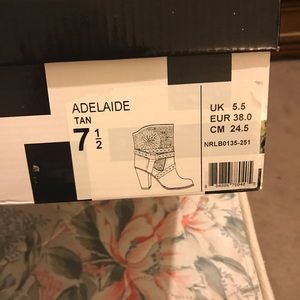 ADELAIDE
TAN
7 1/2
UK 5.5
EUR 38.0
CM 24.5
NRLB0135-251